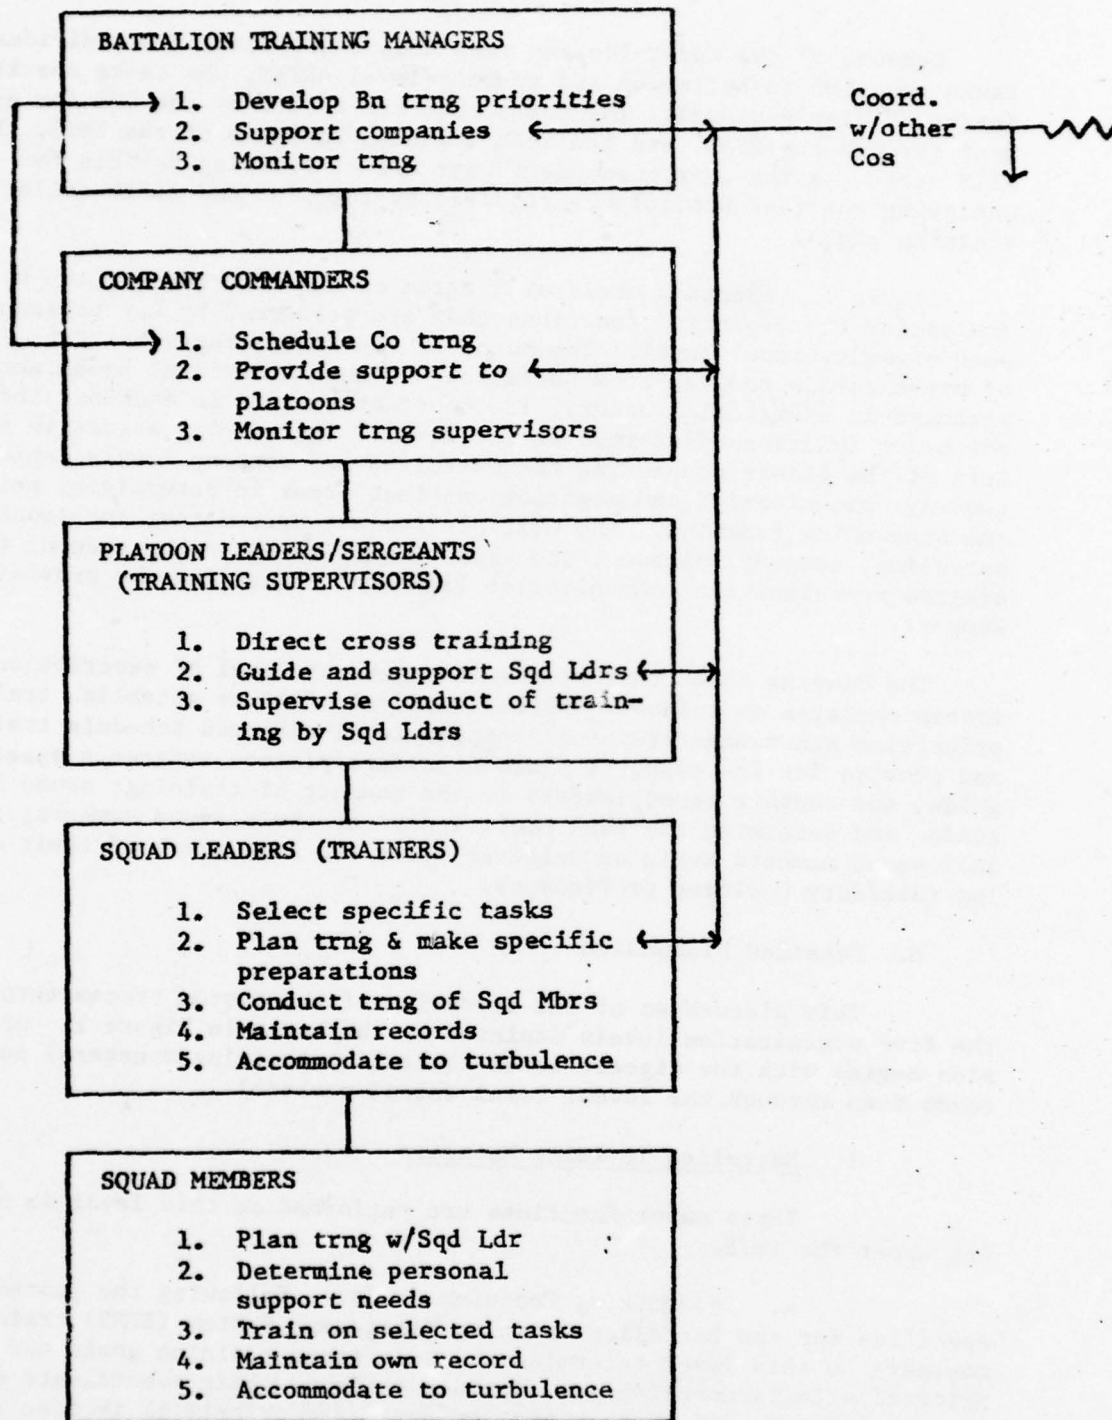 BATTALION TRAINING MANAGERS
1. Develop Bn trng priorities
2. Support companies
3. Monitor trng
Coord.
w/other
Cos
COMPANY COMMANDERS
1. Schedule Co trng
2. Provide support to
platoons
3. Monitor trng supervisors
PLATOON LEADERS/SERGEANTS
(TRAINING SUPERVISORS)
1. Direct cross training
2. Guide and support Sqd Ldrs
3. Supervise conduct of train-
ing by Sqd Ldrs
SQUAD LEADERS (TRAINERS)
1. Select specific tasks
2. Plan trng & make specific
preparations
3. Conduct trng of Sqd Mbrs
4. Maintain records
5. Accommodate to turbulence
SQUAD MEMBERS
1. Plan trng w/Sqd Ldr
2. Determine personal
support needs
3. Train on selected tasks
4. Maintain own record
5. Accommodate to turbulence